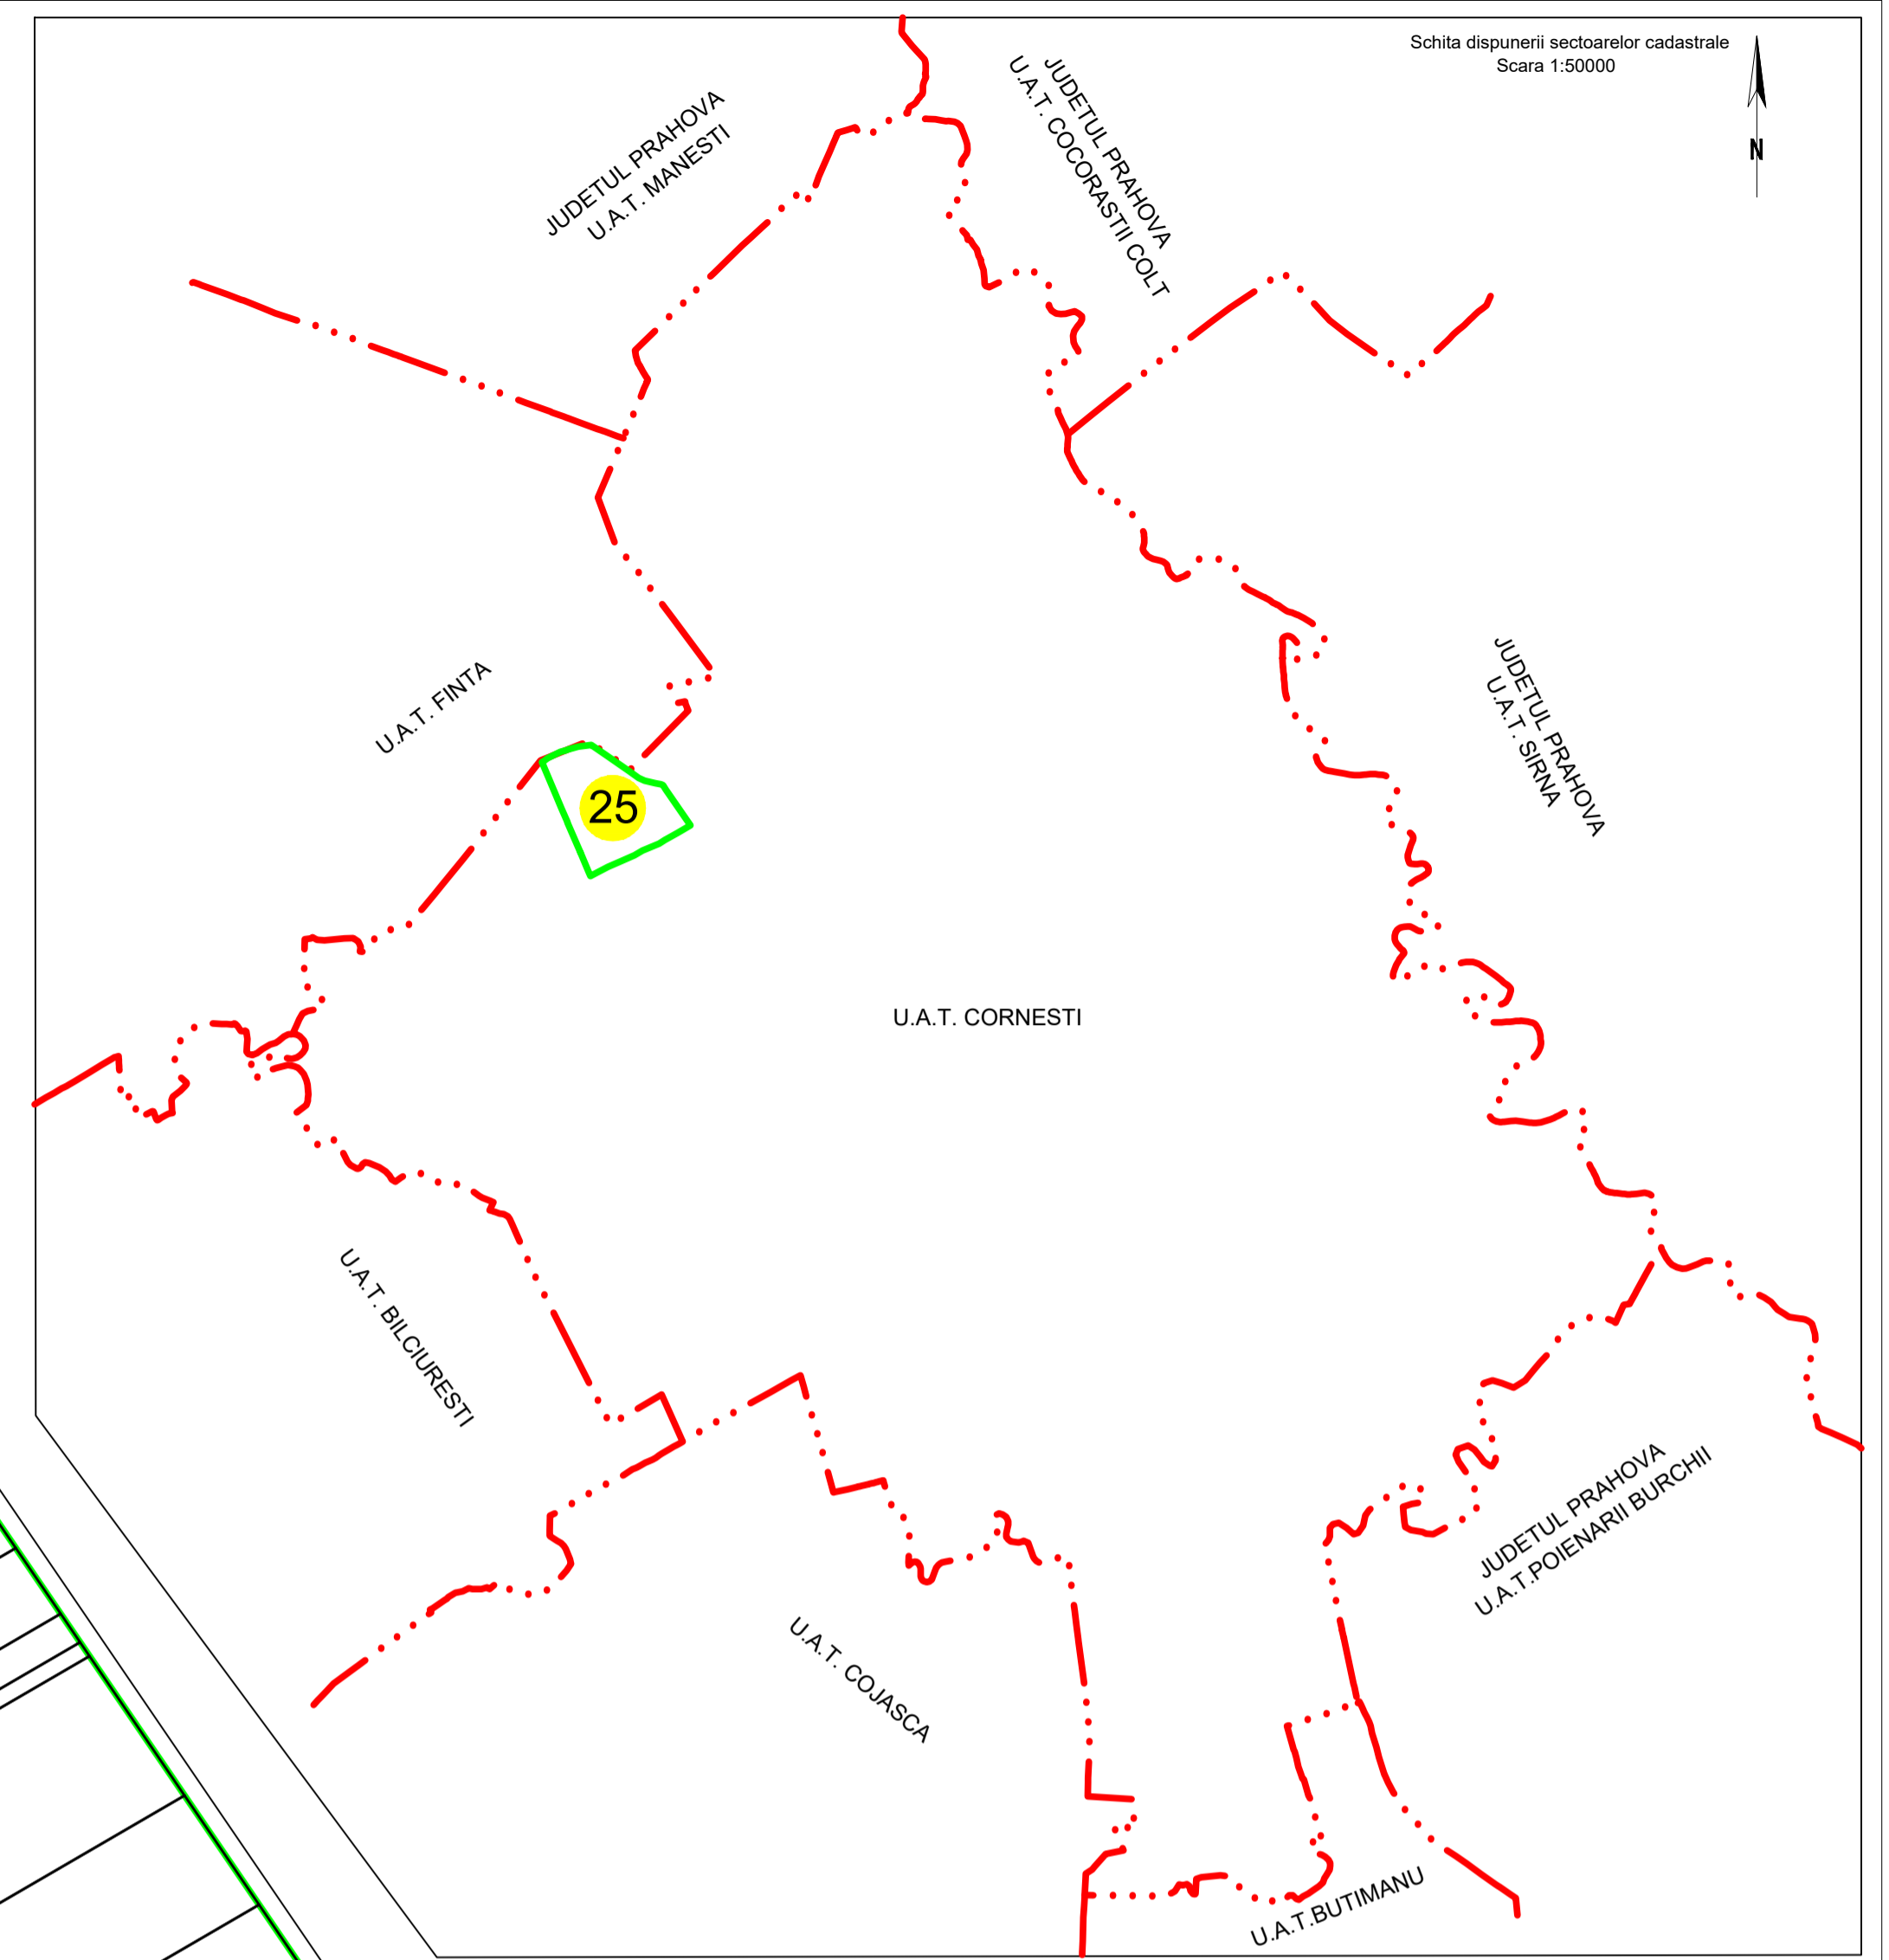 Schita dispunerii sectoarelor cadastrale
Scara 1:50000
N
JUDETUL PRAHOVA
U.A.T. MANESTI
JUDETUL PRAHOVA
U.A.T. COCORASTII COLT
U.A.T. FINTA
JUDETUL PRAHOVA
U.A.T. SIRNA
25
U.A.T. CORNESTI
U.A.T. BILCIURESTI
JUDETUL PRAHOVA
U.A.T.POIENARII BURCHII
U.A.T. COJASCA
U.A.T.BUTIMANU